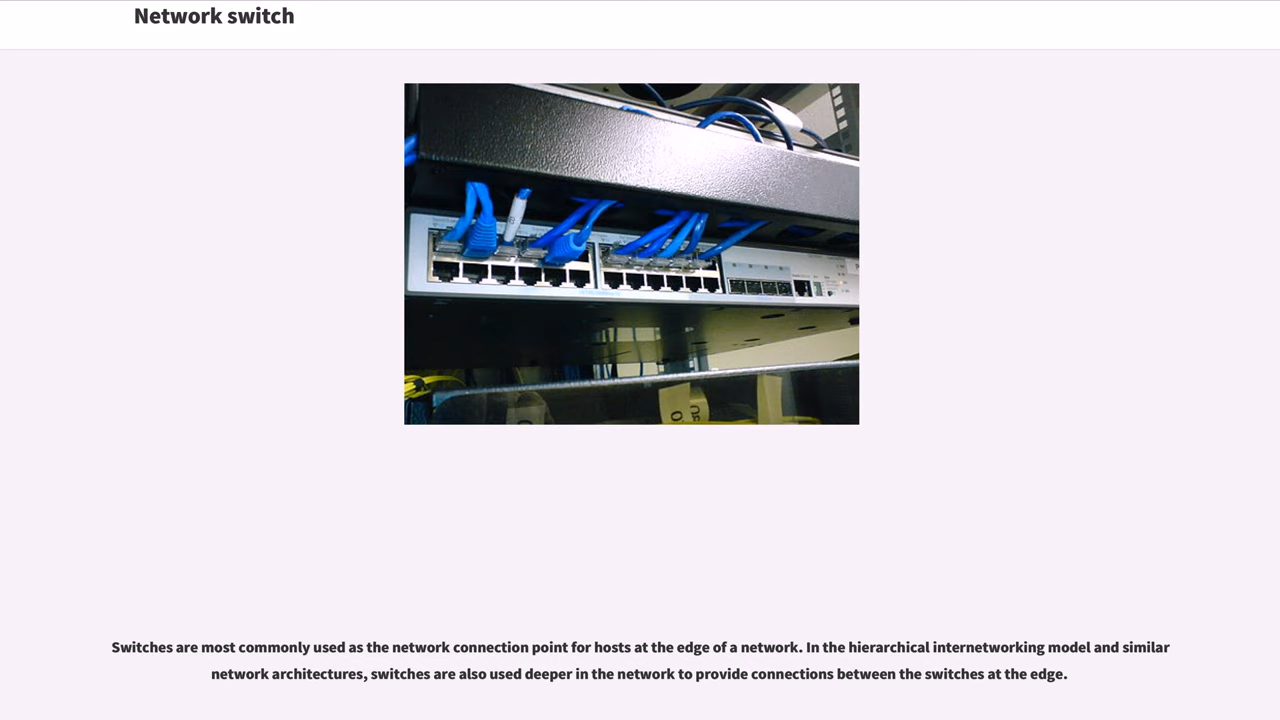 Network switch
Switches are most commonly used as the network connection point for hosts at the edge of a network. In the hierarchical internetworking model and similar
network architectures, switches are also used deeper in the network to provide connections between the switches at the edge.